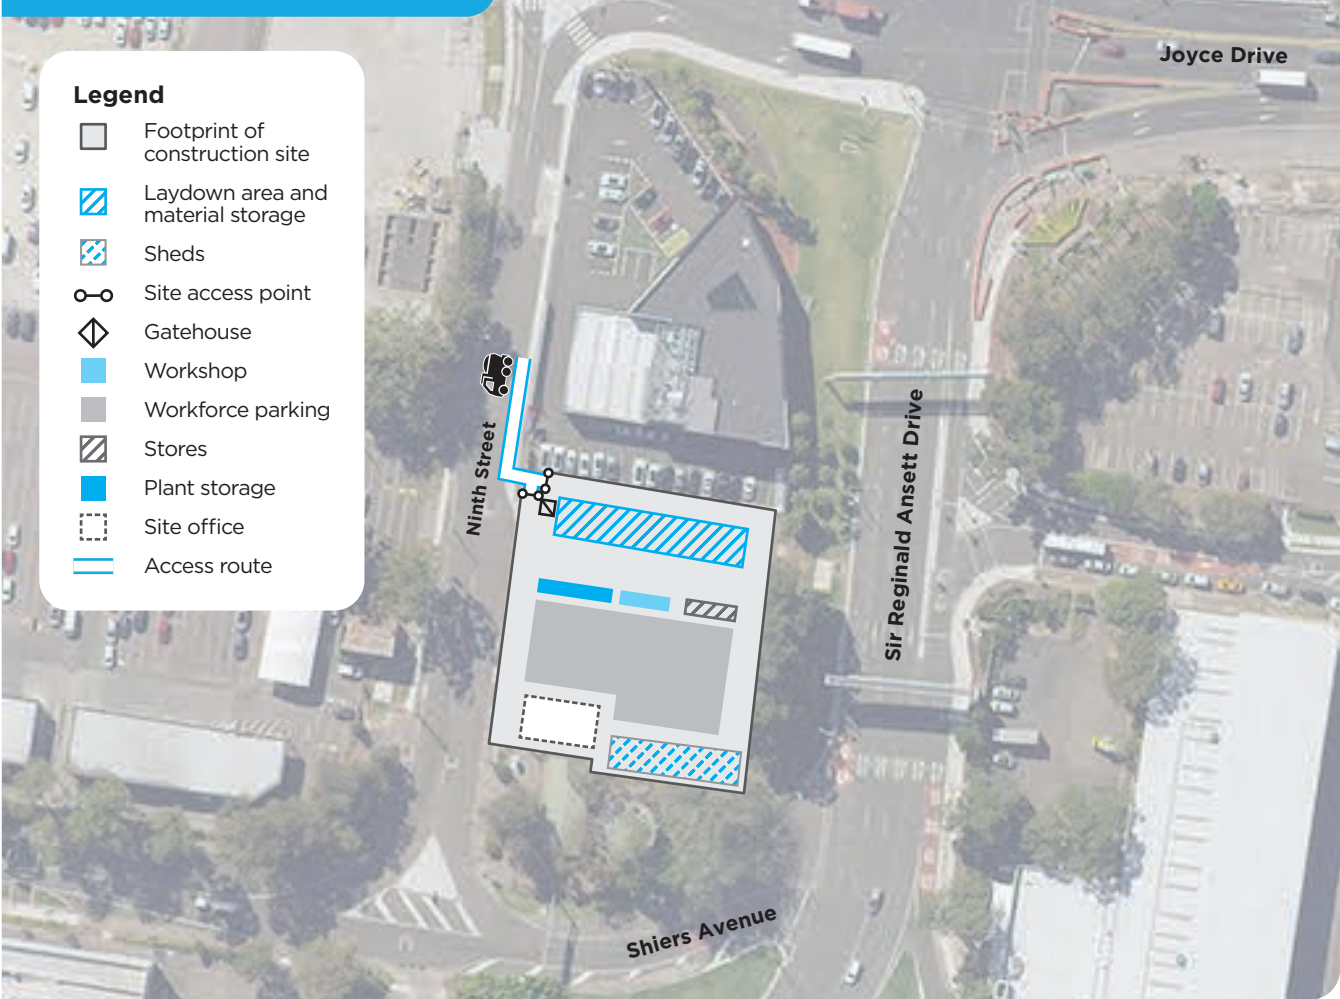 Joyce Drive
Legend
Footprint of
construction site
Laydown area and
material storage
Sheds
Site access point
Gatehouse
Workshop
Workforce parking
Stores
Plant storage
Site office
Access route
Ninth Street
Sir Reginald Ansett Drive
Shiers Avenue